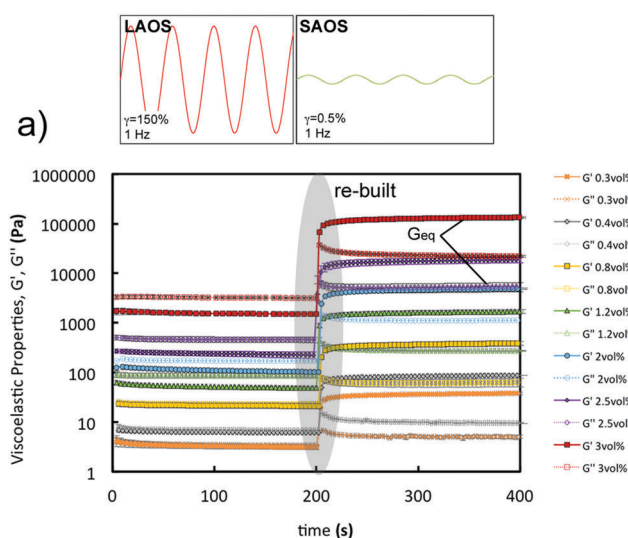 LAOS
SAOS
γ=150%
1 Hz
γ=0.5%
1 Hz
a)
re-built
Geq
Viscoelastic Properties, G', G'' (Pa)
1000000
100000
10000
1000
100
10
1
0
100
200
300
400
time (s)
G' 0.3vol%
G'' 0.3vol%
G' 0.4vol%
G'' 0.4vol%
G' 0.8vol%
G'' 0.8vol%
G' 1.2vol%
G'' 1.2vol%
G' 2vol%
G'' 2vol%
G' 2.5vol%
G'' 2.5vol%
G' 3vol%
G'' 3vol%